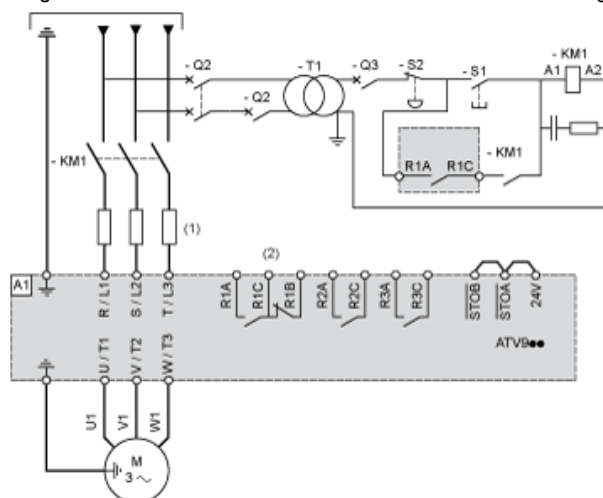 - Q2
- T1
- Q3
- S2
- S1
- KM1
A1
A2
- Q2
- KM1
R1A
R1C
- KM1
(1)
(2)
A1
R / L1
S / L2
T / L3
R1A
R1C
R1B
R2A
R2C
R3A
R3C
STOB
STOA
24V
ATV9●●
U / T1
V / T2
W / T3
U1
V1
W1
M
3 ~